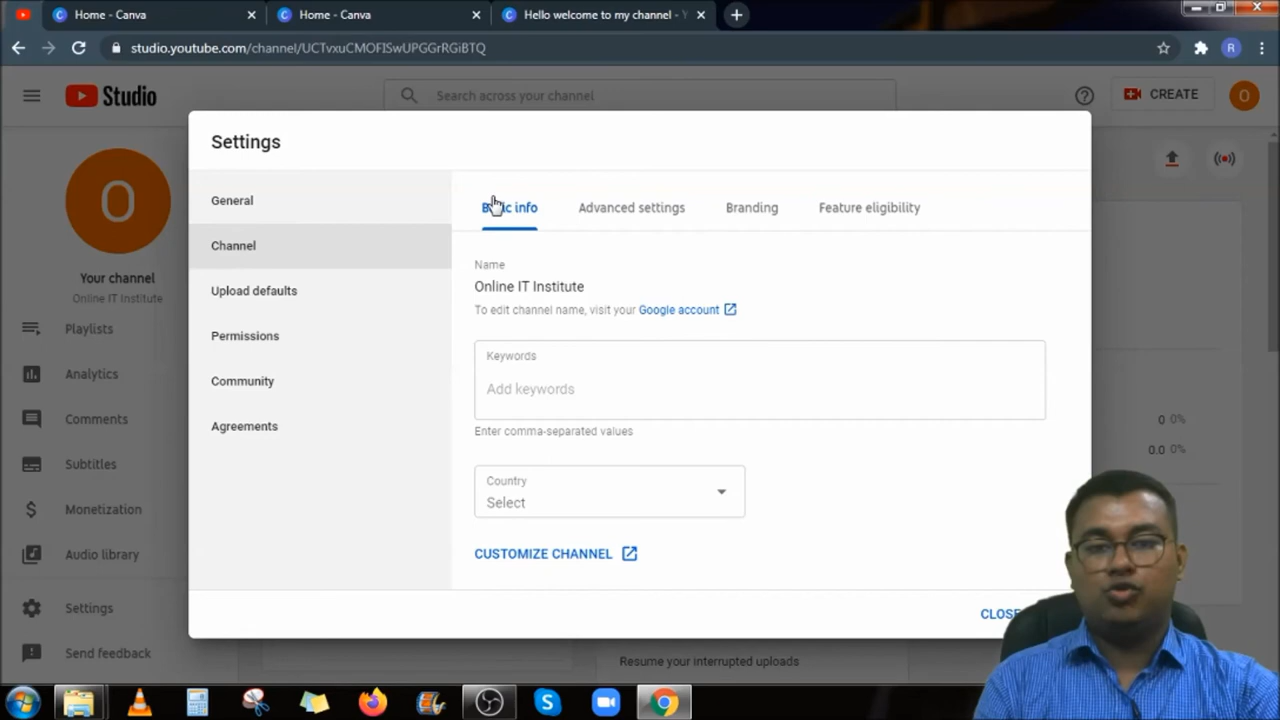 Home - Canva
Home - Canva
Hello welcome to my channel - Y
studio.youtube.com/channel/UCTvxuCMOFISwUPGGrRGiBTQ
R
Studio
Search across your channel
CREATE
O
O
Your channel
Online IT Institute
Playlists
Analytics
Comments
Subtitles
Monetization
Audio library
Settings
Send feedback
Settings
General
Channel
Upload defaults
Permissions
Community
Agreements
Basic info
Advanced settings
Branding
Feature eligibility
Name
Online IT Institute
To edit channel name, visit your Google account
Keywords
Add keywords
Enter comma-separated values
Country
Select
CUSTOMIZE CHANNEL
CLOSE
0 0%
0.0 %
Resume your interrupted uploads